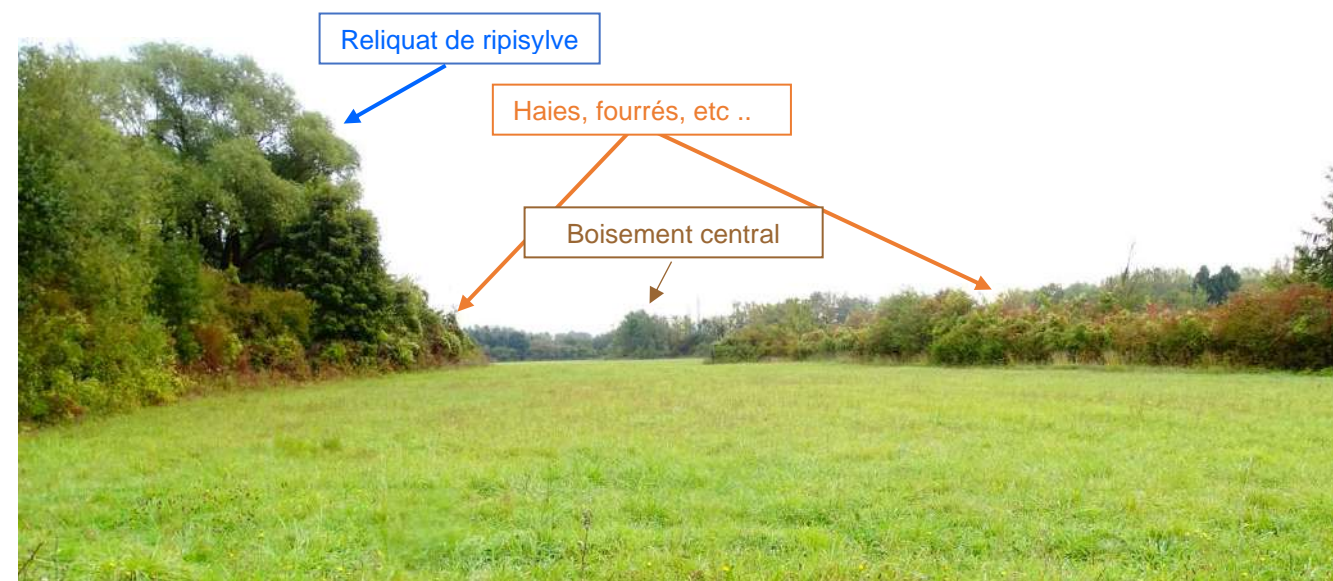 Reliquat de ripisylve
Haies, fourrés, etc ..
Boisement central